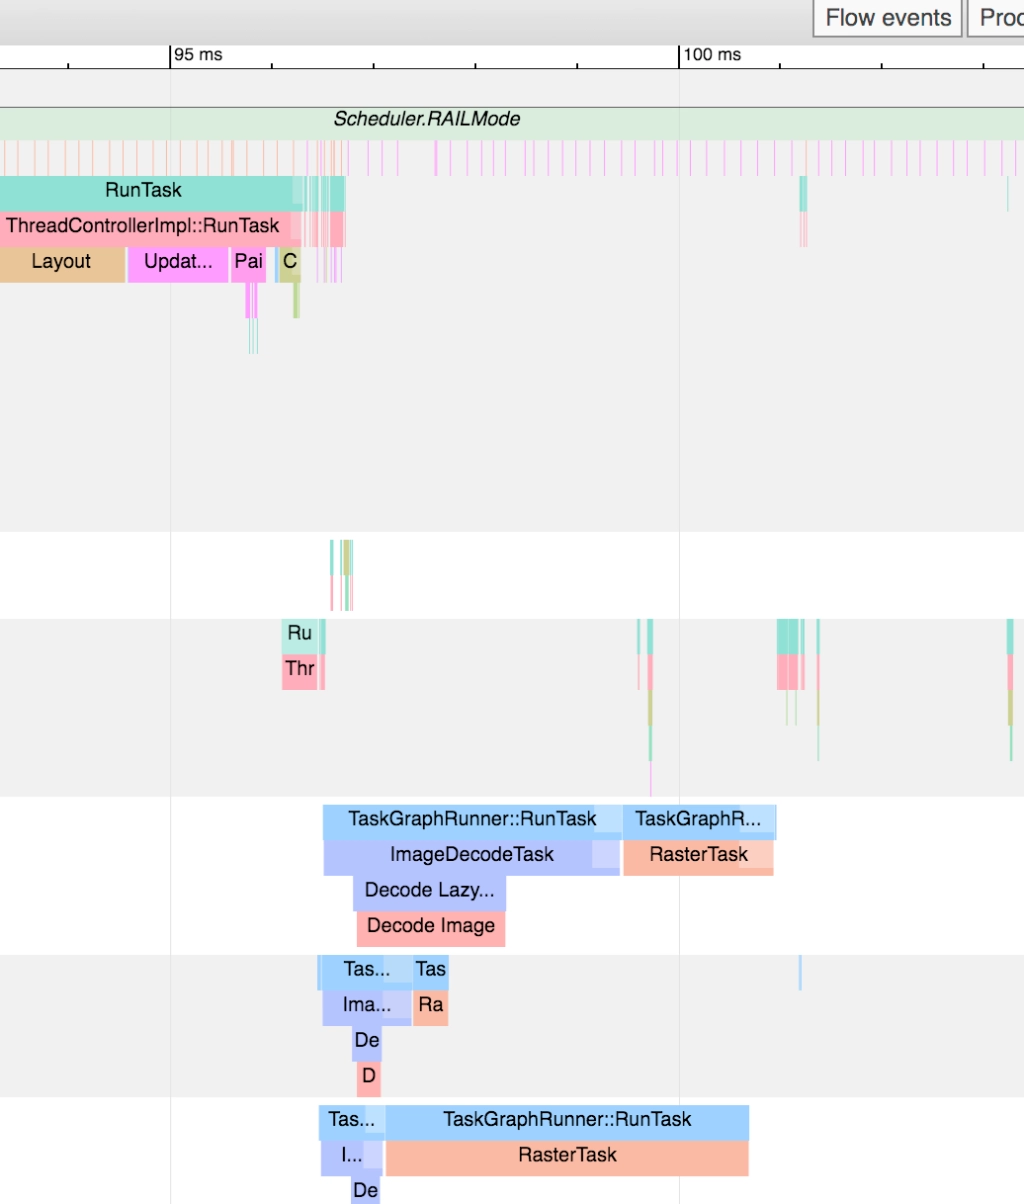 Flow events Proc
95 ms 100 ms
Scheduler.RAILMode
RunTask
ThreadControllerImpl::RunTask
Layout Updat... Pai C
Ru
Thr
TaskGraphRunner::RunTask TaskGraphR...
ImageDecodeTask RasterTask
Decode Lazy...
Decode Image
Tas... Tas
Ima... Ra
De
D
Tas... TaskGraphRunner::RunTask
I... RasterTask
De